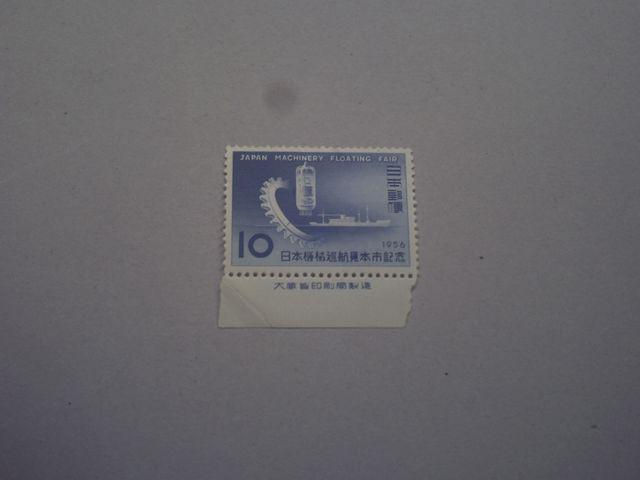 JAPAN MACHINERY FLOATING FAIR
日本郵便
1956
10
日本機械巡航見本市記念
大蔵省印刷局製造